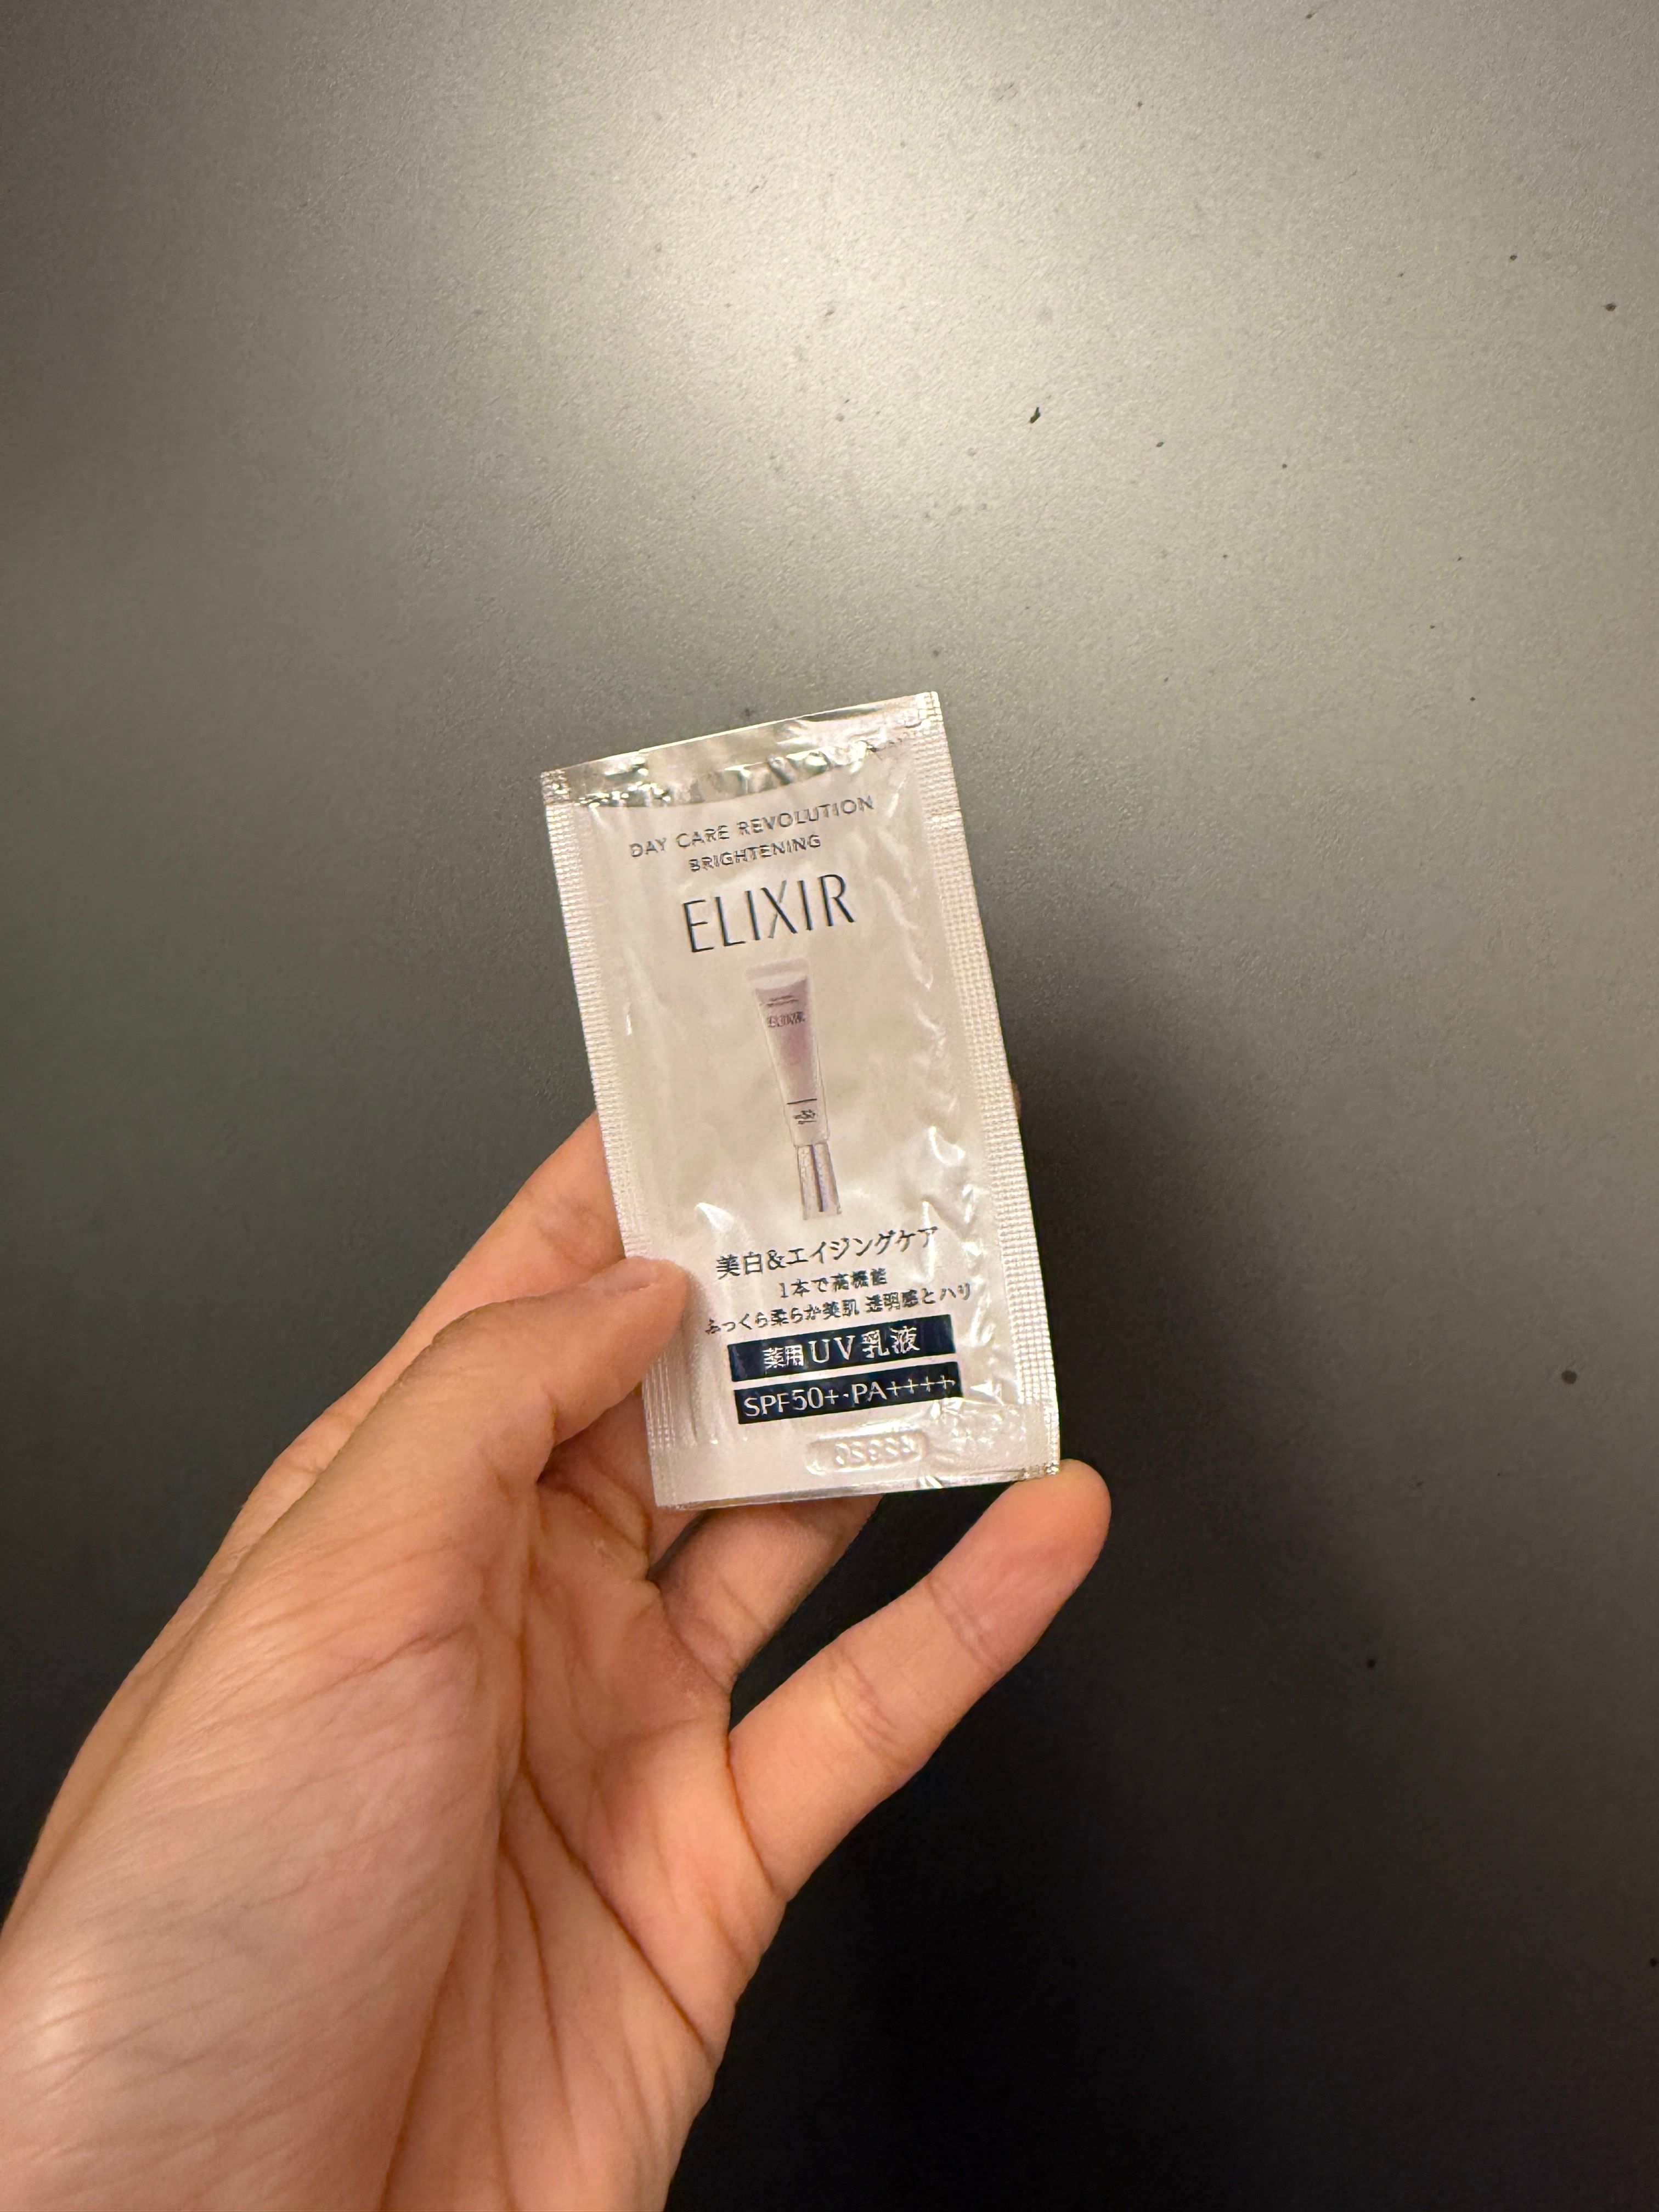 DAY CARE REVOLUTION
BRIGHTENING
ELIXIR
ELIXIR
美白&エイジングケア
1本で高機能
ふっくら柔らか美肌 透明感とハリ
薬用UV乳液
SPF50+・PA++++